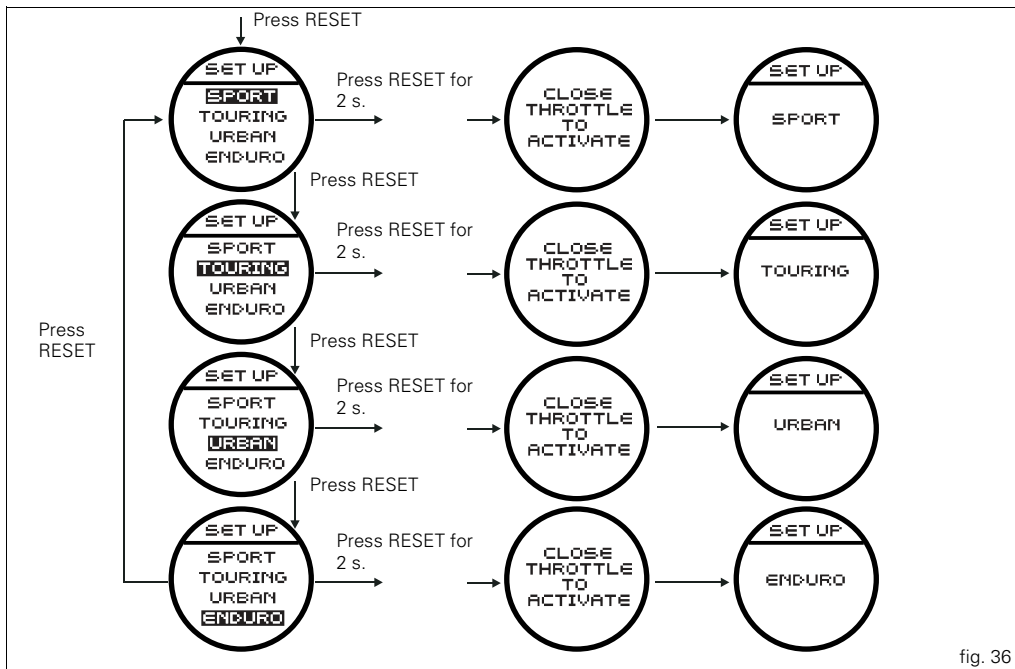 Press RESET
SET UP
SPORT
TOURING
URBAN
ENDURO
Press RESET for
2 s.
CLOSE
THROTTLE
TO
ACTIVATE
SET UP
SPORT
Press RESET
SET UP
SPORT
TOURING
URBAN
ENDURO
Press RESET for
2 s.
CLOSE
THROTTLE
TO
ACTIVATE
SET UP
TOURING
Press
RESET
Press RESET
SET UP
SPORT
TOURING
URBAN
ENDURO
Press RESET for
2 s.
CLOSE
THROTTLE
TO
ACTIVATE
SET UP
URBAN
Press RESET
SET UP
SPORT
TOURING
URBAN
ENDURO
Press RESET for
2 s.
CLOSE
THROTTLE
TO
ACTIVATE
SET UP
ENDURO
fig. 36